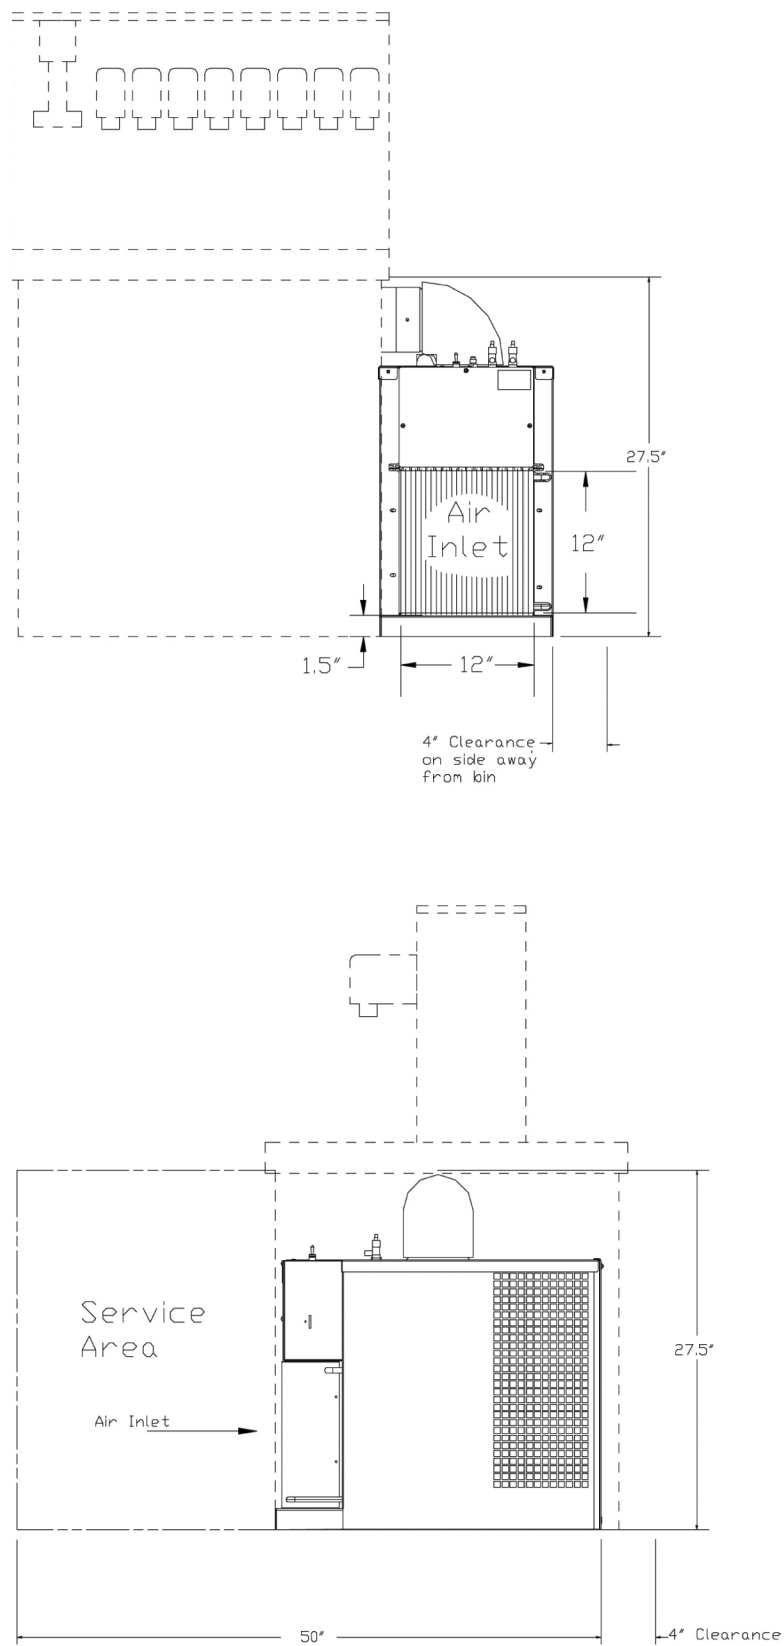 27.5"
Air
Inlet
12"
1.5"
12"
4" Clearance
on side away
from bin
Service
Area
27.5"
Air Inlet
50"
4" Clearance